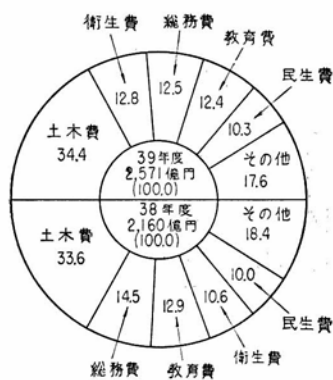 衛生費
総務費
教育費
民生費
12.8
12.5
12.4
10.3
土木費
34.4
その他
17.6
39年度
2,571億円
(100.0)
38年度
2,160億円
(100.0)
土木費
33.6
その他
18.4
14.5
12.9
10.6
10.0
総務費
教育費
衛生費
民生費